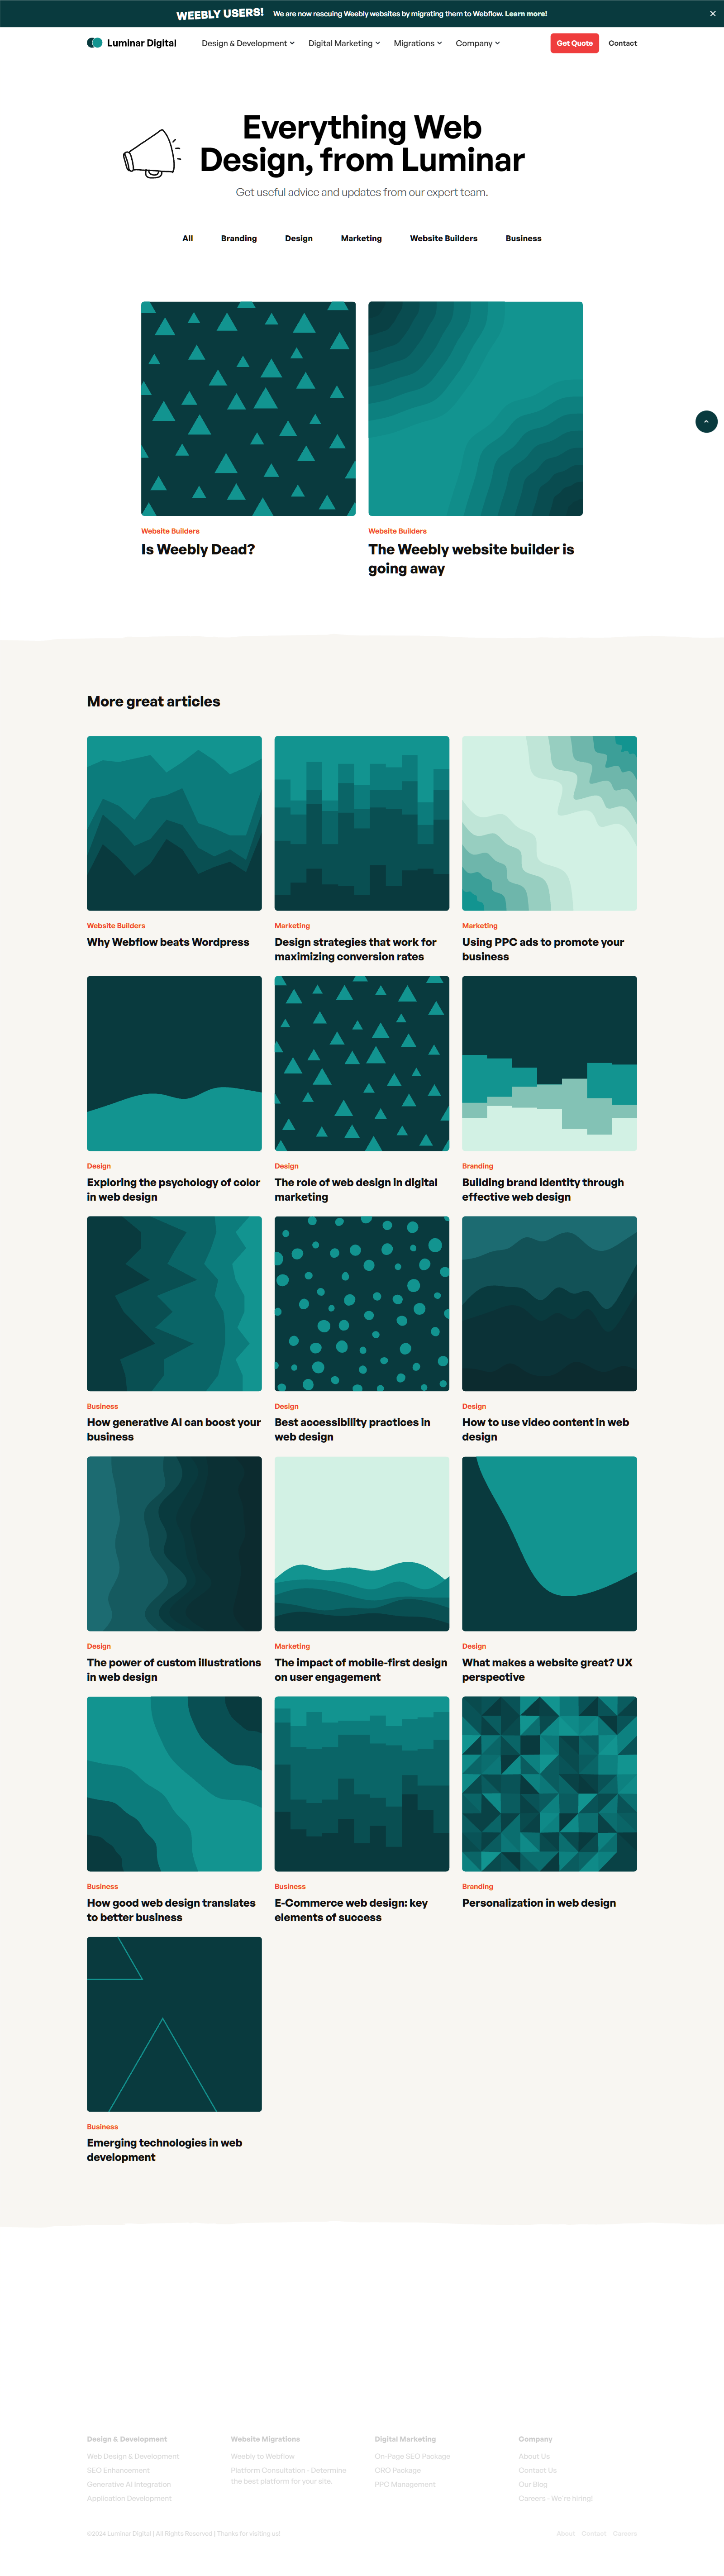 WEEBLY USERS! We are now rescuing Weebly websites by migrating them to Webflow. Learn more!
Luminar Digital Design & Development Digital Marketing Migrations Company Get Quote Contact
Everything Web
Design, from Luminar
Get useful advice and updates from our expert team.
All Branding Design Marketing Website Builders Business
Website Builders
Is Weebly Dead?
Website Builders
The Weebly website builder is
going away
More great articles
Website Builders
Why Webflow beats Wordpress
Marketing
Design strategies that work for
maximizing conversion rates
Marketing
Using PPC ads to promote your
business
Design
Exploring the psychology of color
in web design
Design
The role of web design in digital
marketing
Branding
Building brand identity through
effective web design
Business
How generative AI can boost your
business
Design
Best accessibility practices in
web design
Design
How to use video content in web
design
Design
The power of custom illustrations
in web design
Marketing
The impact of mobile-first design
on user engagement
Design
What makes a website great? UX
perspective
Business
How good web design translates
to better business
Business
E-Commerce web design: key
elements of success
Branding
Personalization in web design
Business
Emerging technologies in web
development
Design & Development
Web Design & Development
SEO Enhancement
Generative AI Integration
Application Development
Website Migrations
Weebly to Webflow
Platform Consultation - Determine
the best platform for your site.
Digital Marketing
On-Page SEO Package
CRO Package
PPC Management
Company
About Us
Contact Us
Our Blog
Careers - We're hiring!
©2024 Luminar Digital | All Rights Reserved | Thanks for visiting us!
About Contact Careers